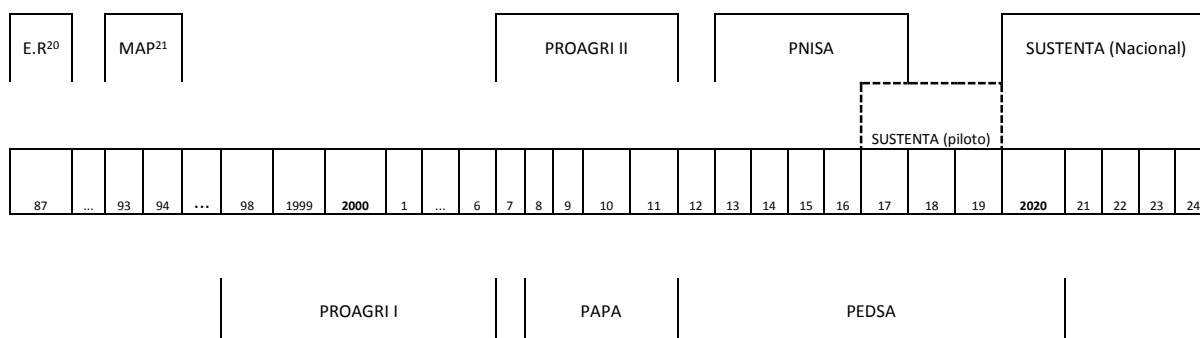 E.R20 MAP21 PROAGRI II PNISA SUSTENTA (Nacional)
SUSTENTA (piloto)
87 ... 93 94 ... 98 1999 2000 1 ... 6 7 8 9 10 11 12 13 14 15 16 17 18 19 2020 21 22 23 24
PROAGRI I PAPA PEDSA